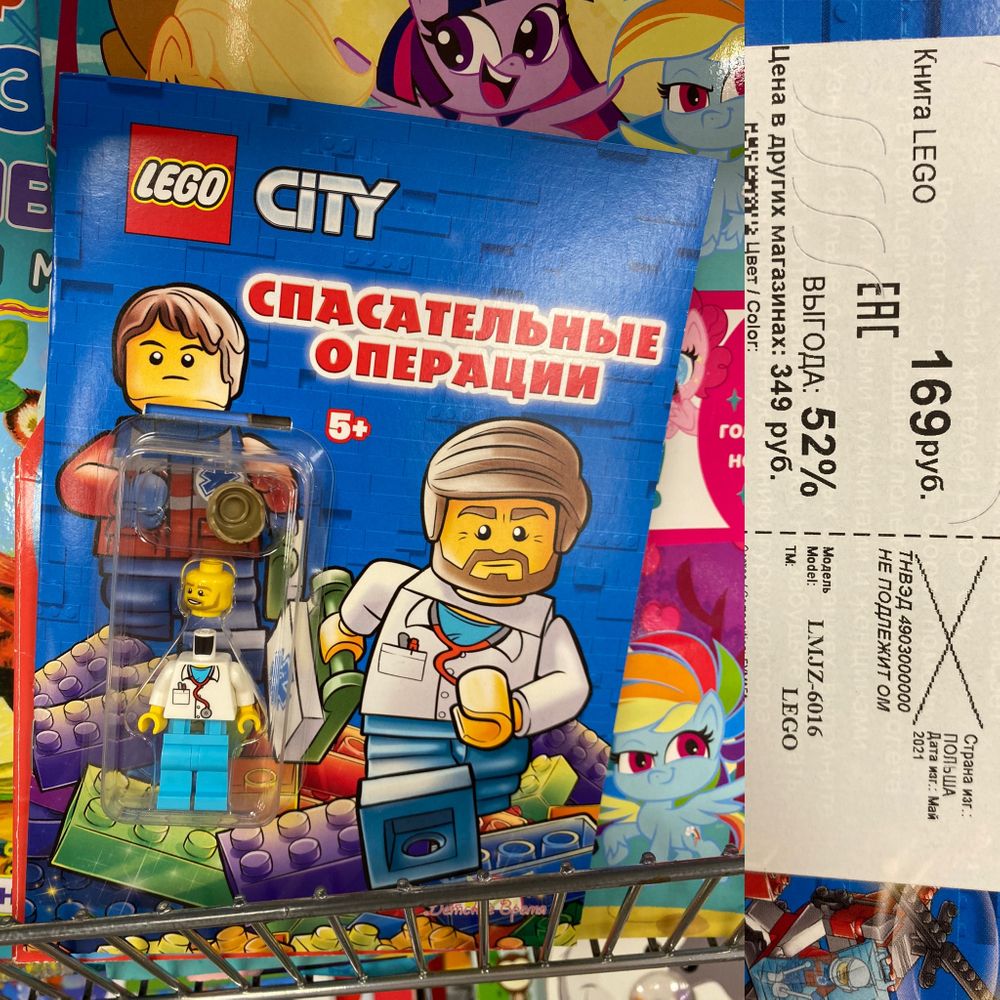 LEGO
CITY
СПАСАТЕЛЬНЫЕ
ОПЕРАЦИИ
5+
Книга LEGO
169руб.
EAC
ВЫГОДА: 52%
Цена в других магазинах: 349 руб.
Цвет / Color:
Страна изг.:
ПОЛЬША
Дата изг.: Май
2021
ТНВЭД 4903000000
НЕ ПОДЛЕЖИТ ОМ
Модель
Model: LMJZ-6016
TM: LEGO